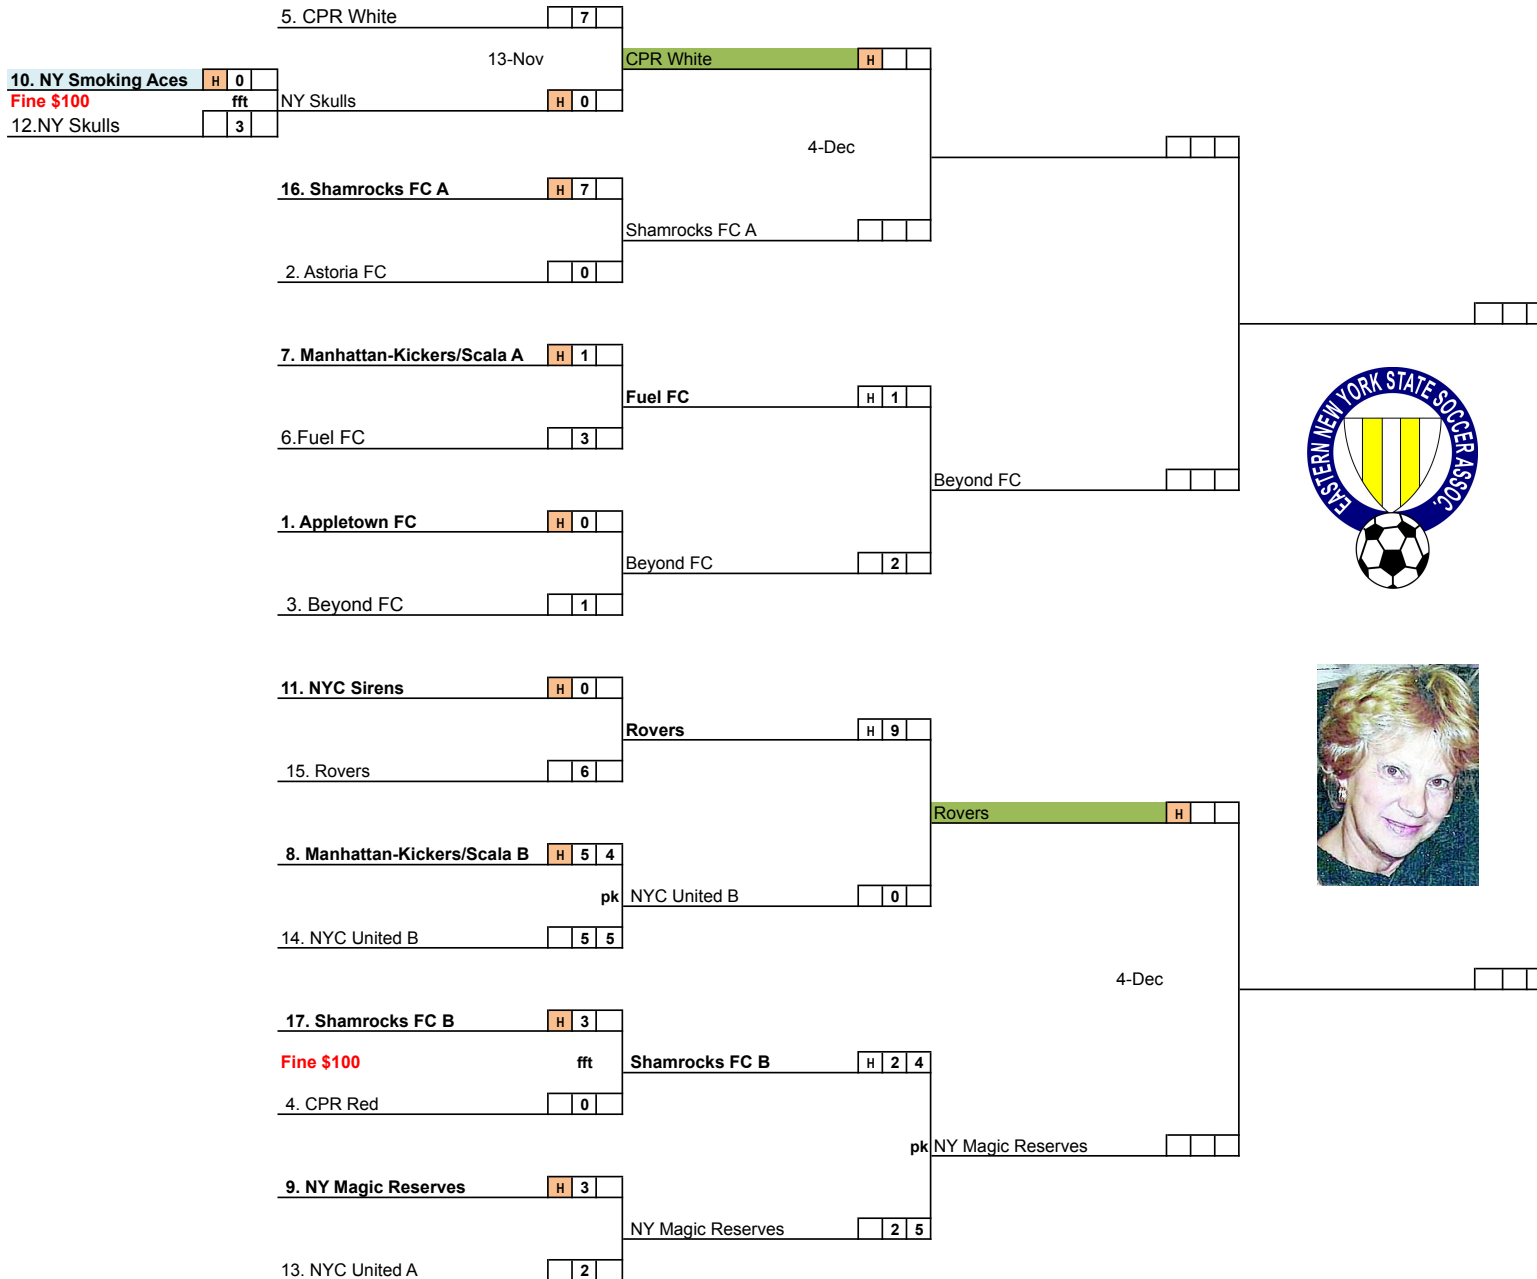 5. CPR White 7
13-Nov CPR White H
10. NY Smoking Aces H 0
Fine $100 fft NY Skulls H 0
12.NY Skulls 3
4-Dec
16. Shamrocks FC A H 7
Shamrocks FC A
2. Astoria FC 0
7. Manhattan-Kickers/Scala A H 1
Fuel FC H 1
6.Fuel FC 3
Beyond FC
1. Appletown FC H 0
Beyond FC 2
3. Beyond FC 1
EASTERN NEW YORK STATE SOCCER ASSOC.
11. NYC Sirens H 0
Rovers H 9
15. Rovers 6
Rovers H
8. Manhattan-Kickers/Scala B H 5 4
pk NYC United B 0
14. NYC United B 5 5
4-Dec
17. Shamrocks FC B H 3
Fine $100 fft Shamrocks FC B H 2 4
4. CPR Red 0
pk NY Magic Reserves
9. NY Magic Reserves H 3
NY Magic Reserves 2 5
13. NYC United A 2